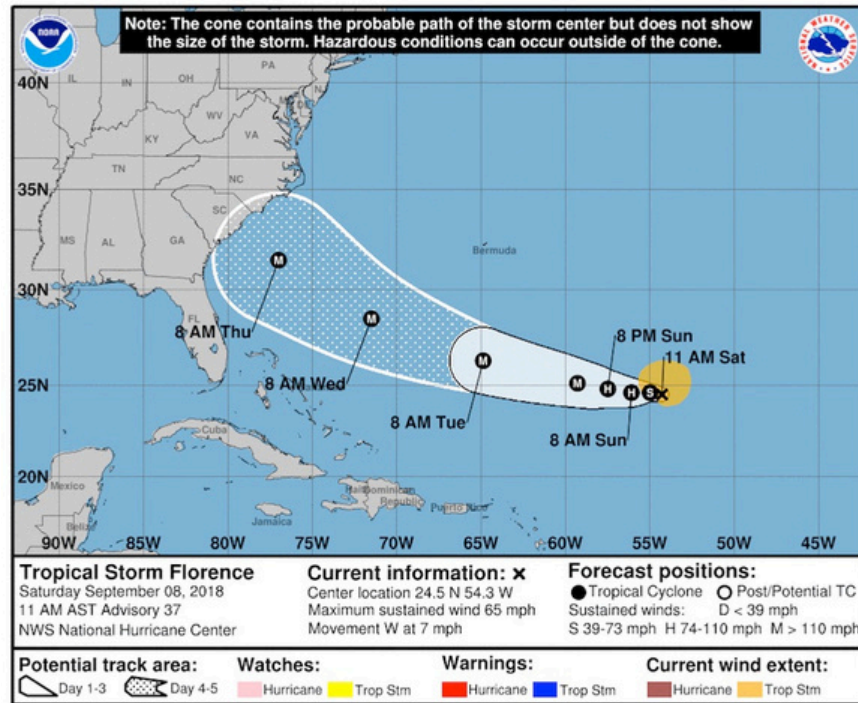 Note: The cone contains the probable path of the storm center but does not show
the size of the storm. Hazardous conditions can occur outside of the cone.
NOAA
40N
35N
30N
25N
20N
IL
IN
OH
PA
WV
VA
KY
TN
NC
SC
MS
AL
GA
FL
Bermuda
8 AM Thu
8 AM Wed
8 AM Tue
8 AM Sun
8 PM Sun
11 AM Sat
M
M
M
M
H
H
S
Mexico
Belize
Cuba
Jamaica
Dominican
Republic
Puerto Rico
90W 85W 80W 75W 70W 65W 60W 55W 50W 45W
Tropical Storm Florence
Saturday September 08, 2018
11 AM AST Advisory 37
NWS National Hurricane Center
Current information: x
Center location 24.5 N 54.3 W
Maximum sustained wind 65 mph
Movement W at 7 mph
Forecast positions:
Tropical Cyclone Post/Potential TC
Sustained winds: D < 39 mph
S 39-73 mph H 74-110 mph M > 110 mph
Potential track area:
Day 1-3 Day 4-5
Watches:
Hurricane Trop Stm
Warnings:
Hurricane Trop Stm
Current wind extent:
Hurricane Trop Stm